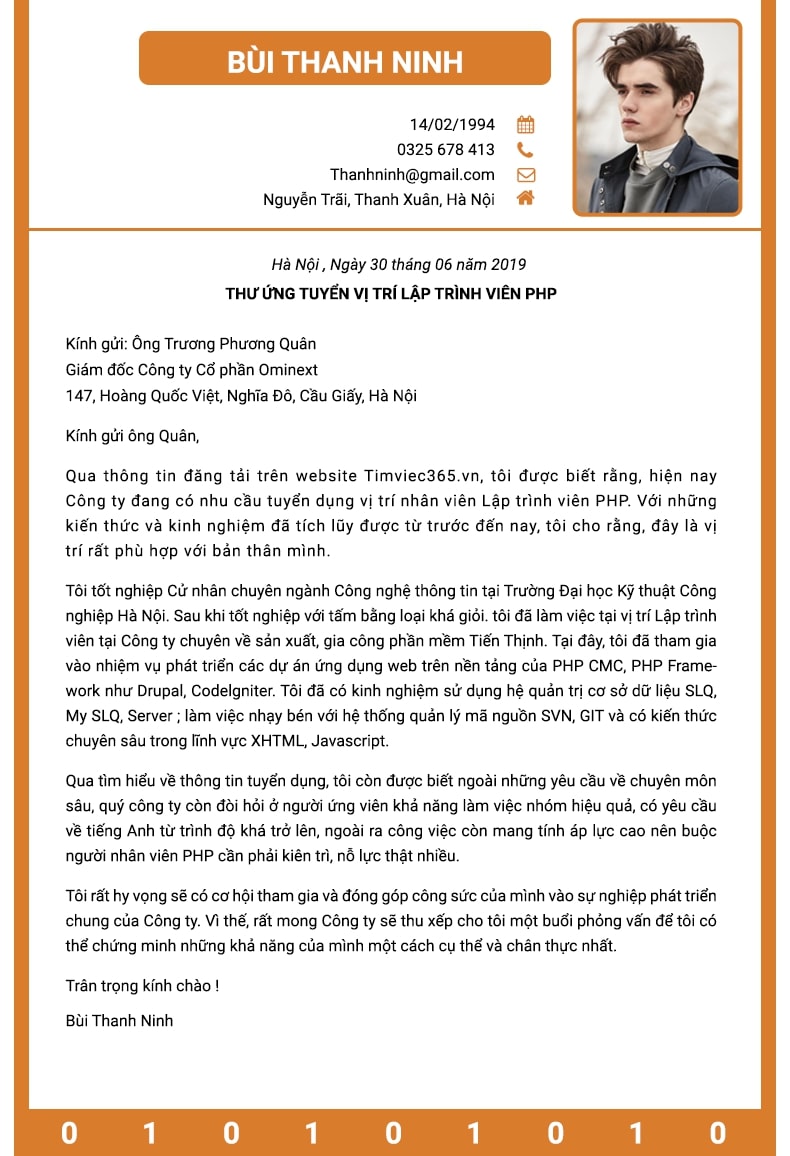 BÙI THANH NINH
14/02/1994
0325 678 413
Thanhninh@gmail.com
Nguyễn Trãi, Thanh Xuân, Hà Nội
Hà Nội , Ngày 30 tháng 06 năm 2019
THƯ ỨNG TUYỂN VỊ TRÍ LẬP TRÌNH VIÊN PHP
Kính gửi: Ông Trương Phương Quân
Giám đốc Công ty Cổ phần Ominext
147, Hoàng Quốc Việt, Nghĩa Đô, Cầu Giấy, Hà Nội
Kính gửi ông Quân,
Qua thông tin đăng tải trên website Timviec365.vn, tôi được biết rằng, hiện nay
Công ty đang có nhu cầu tuyển dụng vị trí nhân viên Lập trình viên PHP. Với những
kiến thức và kinh nghiệm đã tích lũy được từ trước đến nay, tôi cho rằng, đây là vị
trí rất phù hợp với bản thân mình.
Tôi tốt nghiệp Cử nhân chuyên ngành Công nghệ thông tin tại Trường Đại học Kỹ thuật Công
nghiệp Hà Nội. Sau khi tốt nghiệp với tấm bằng loại khá giỏi. tôi đã làm việc tại vị trí Lập trình
viên tại Công ty chuyên về sản xuất, gia công phần mềm Tiến Thịnh. Tại đây, tôi đã tham gia
vào nhiệm vụ phát triển các dự án ứng dụng web trên nền tảng của PHP CMC, PHP Frame-
work như Drupal, CodeIgniter. Tôi đã có kinh nghiệm sử dụng hệ quản trị cơ sở dữ liệu SLQ,
My SLQ, Server ; làm việc nhạy bén với hệ thống quản lý mã nguồn SVN, GIT và có kiến thức
chuyên sâu trong lĩnh vực XHTML, Javascript.
Qua tìm hiểu về thông tin tuyển dụng, tôi còn được biết ngoài những yêu cầu về chuyên môn
sâu, quý công ty còn đòi hỏi ở người ứng viên khả năng làm việc nhóm hiệu quả, có yêu cầu
về tiếng Anh từ trình độ khá trở lên, ngoài ra công việc còn mang tính áp lực cao nên buộc
người nhân viên PHP cần phải kiên trì, nỗ lực thật nhiều.
Tôi rất hy vọng sẽ có cơ hội tham gia và đóng góp công sức của mình vào sự nghiệp phát triển
chung của Công ty. Vì thế, rất mong Công ty sẽ thu xếp cho tôi một buổi phỏng vấn để tôi có
thể chứng minh những khả năng của mình một cách cụ thể và chân thực nhất.
Trân trọng kính chào !
Bùi Thanh Ninh
0 1 0 1 0 1 0 1 0